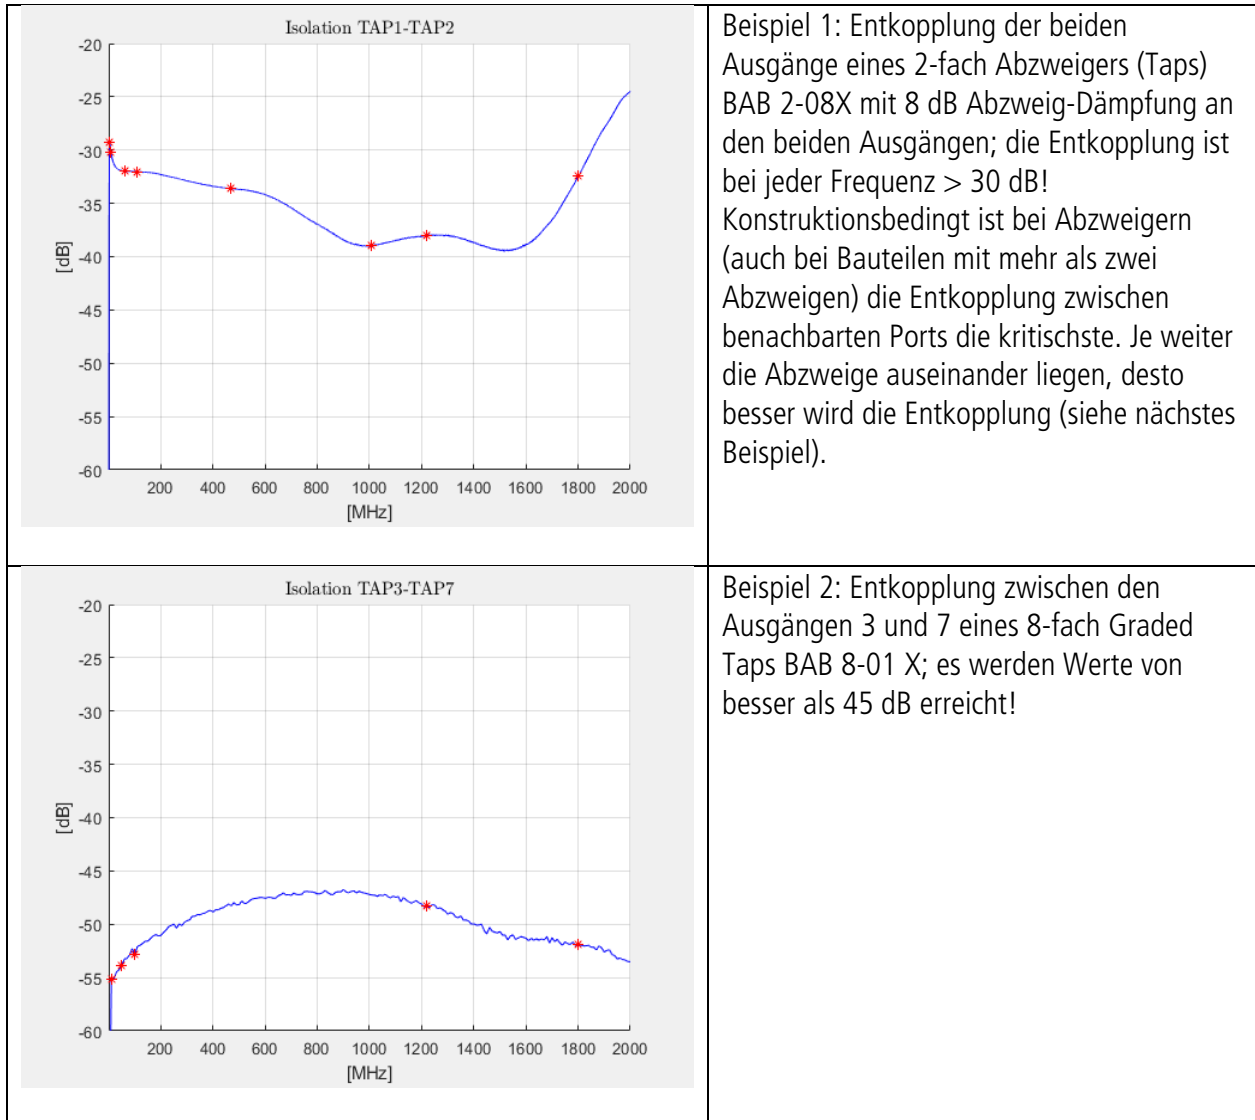 Isolation TAP1-TAP2
-20
-25
-30
-35
-40
-45
-50
-55
-60
[dB]
200 400 600 800 1000 1200 1400 1600 1800 2000
[MHz]
Beispiel 1: Entkopplung der beiden
Ausgänge eines 2-fach Abzweigers (Taps)
BAB 2-08X mit 8 dB Abzweig-Dämpfung an
den beiden Ausgängen; die Entkopplung ist
bei jeder Frequenz > 30 dB!
Konstruktionsbedingt ist bei Abzweigern
(auch bei Bauteilen mit mehr als zwei
Abzweigen) die Entkopplung zwischen
benachbarten Ports die kritischste. Je weiter
die Abzweige auseinander liegen, desto
besser wird die Entkopplung (siehe nächstes
Beispiel).
Isolation TAP3-TAP7
-20
-25
-30
-35
-40
-45
-50
-55
-60
[dB]
200 400 600 800 1000 1200 1400 1600 1800 2000
[MHz]
Beispiel 2: Entkopplung zwischen den
Ausgängen 3 und 7 eines 8-fach Graded
Taps BAB 8-01 X; es werden Werte von
besser als 45 dB erreicht!